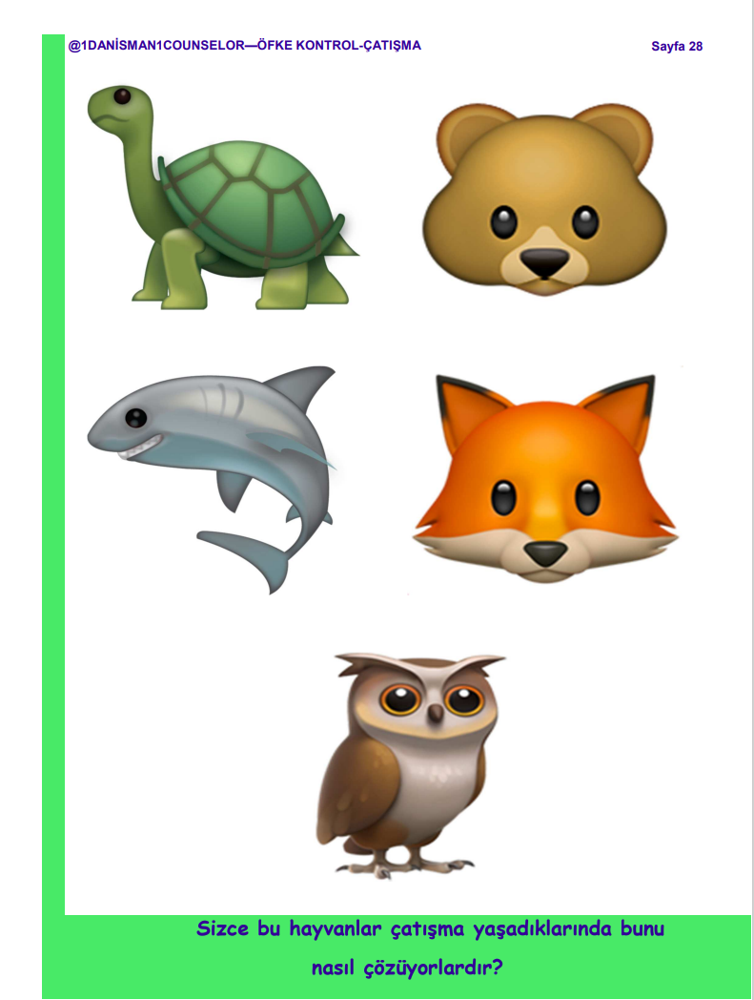 @1DANİSMAN1COUNSELOR—ÖFKE KONTROL-ÇATIŞMA Sayfa 28
Sizce bu hayvanlar çatışma yaşadıklarında bunu
nasıl çözüyorlardır?